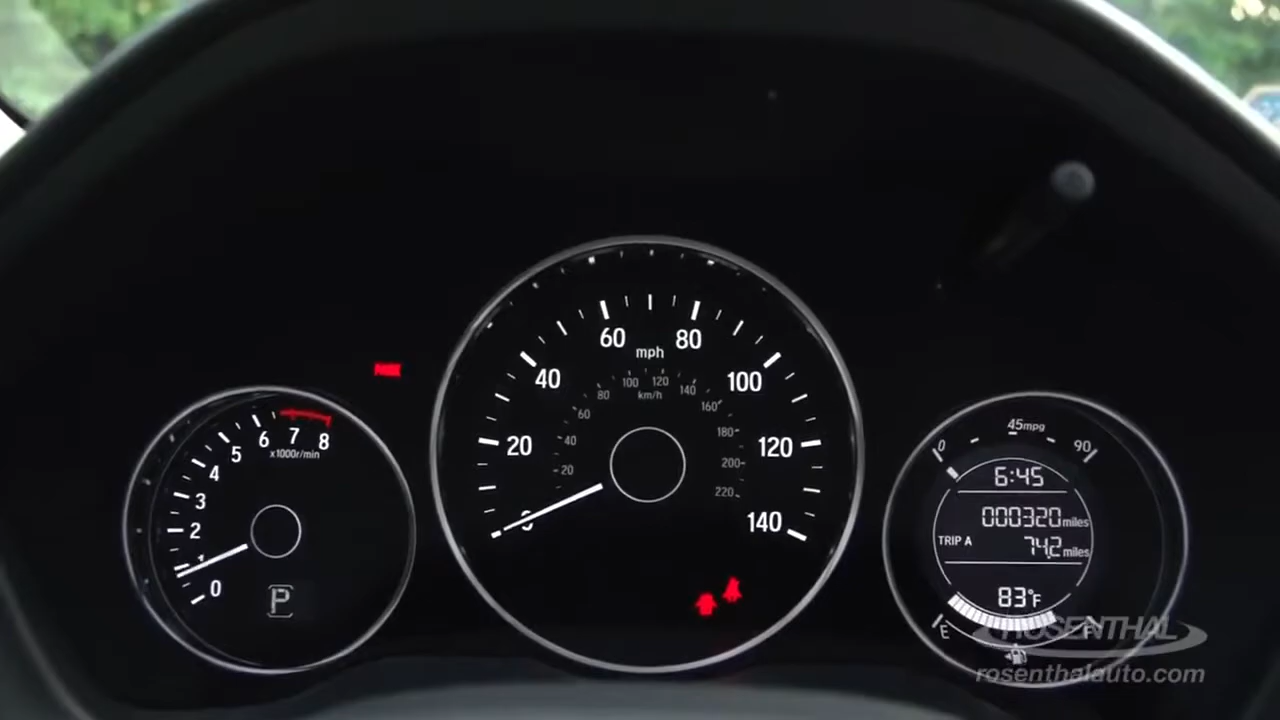 60
80
mph
40
100
100
120
80
140
km/h
60
160
20
120
40
180
20
200
220
0
140
6
7
8
5
x1000r/min
4
3
2
1
0
P
45mpg
0
90
6:45
000320 miles
TRIP A
74.2 miles
83°F
E
F
ROSENTHAL
rosenthalauto.com